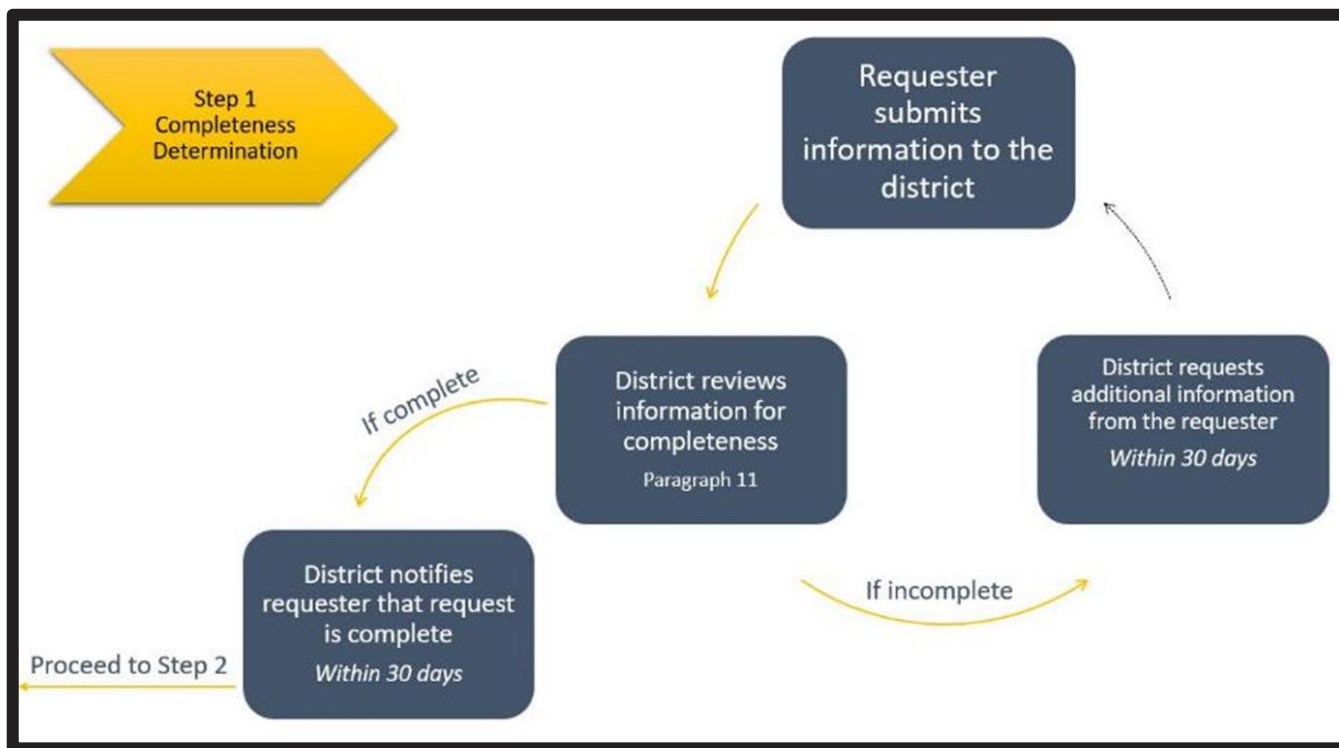 Step 1
Completeness
Determination
Requester
submits
information to the
district
District reviews
information for
completeness
Paragraph 11
If complete
District notifies
requester that request
is complete
Within 30 days
Proceed to Step 2
If incomplete
District requests
additional information
from the requester
Within 30 days